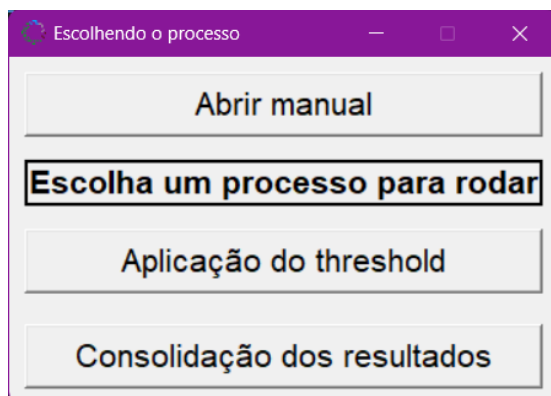 Escolhendo o processo
Abrir manual
Escolha um processo para rodar
Aplicação do threshold
Consolidação dos resultados